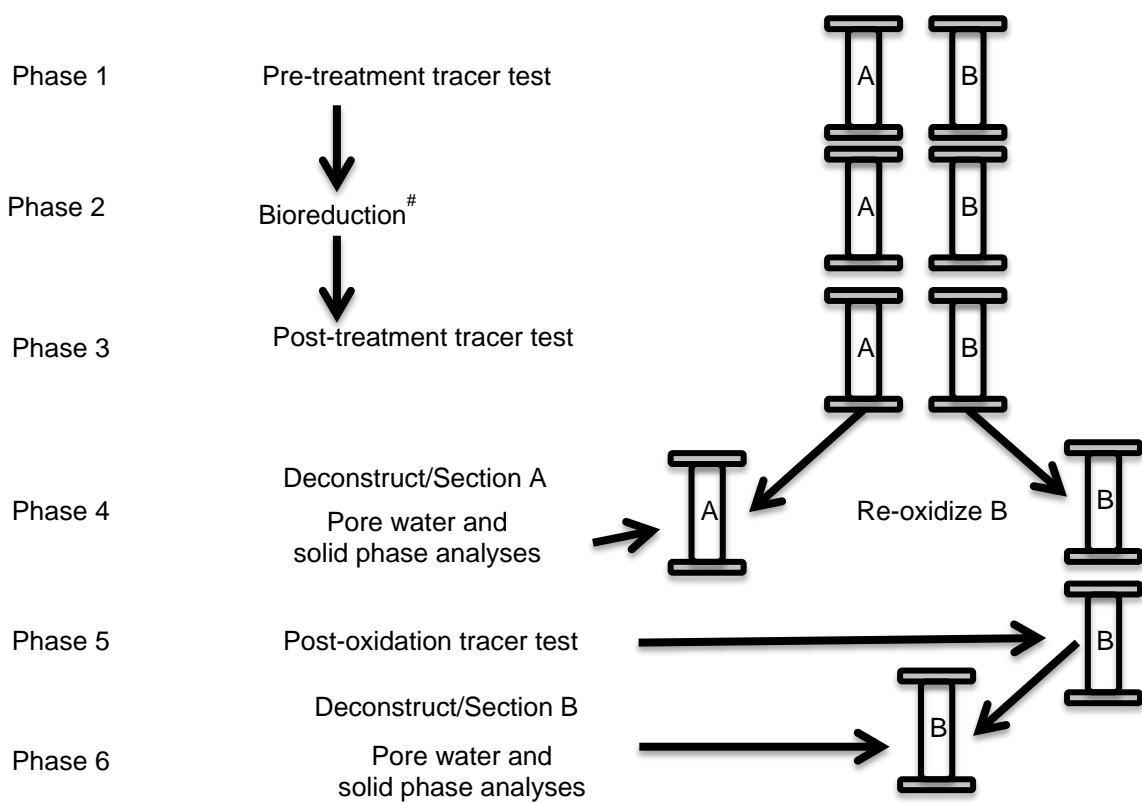 Phase 1 Pre-treatment tracer test A B
Phase 2 Bioreduction# A B
Phase 3 Post-treatment tracer test A B
Deconstruct/Section A
Phase 4 Pore water and solid phase analyses A Re-oxidize B B
Phase 5 Post-oxidation tracer test B
Deconstruct/Section B
Phase 6 Pore water and solid phase analyses B